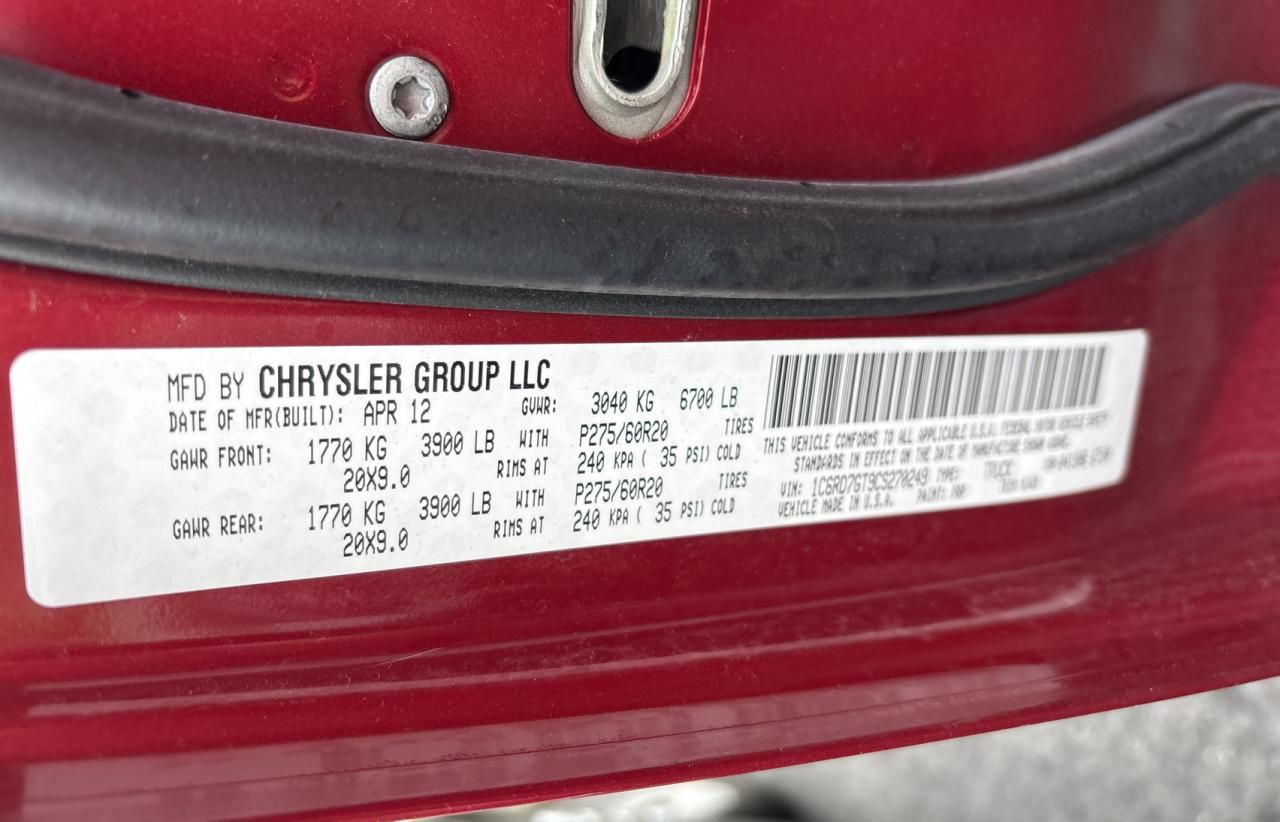 MFD BY CHRYSLER GROUP LLC
DATE OF MFR(BUILT): APR 12 GVWR: 3040 KG 6700 LB
GAWR FRONT: 1770 KG 3900 LB WITH P275/60R20 TIRES
20X9.0 RIMS AT 240 KPA ( 35 PSI) COLD
GAWR REAR: 1770 KG 3900 LB WITH P275/60R20 TIRES
20X9.0 RIMS AT 240 KPA ( 35 PSI) COLD
THIS VEHICLE CONFORMS TO ALL APPLICABLE U.S.A. FEDERAL MOTOR VEHICLE SAFETY
STANDARDS IN EFFECT ON THE DATE OF MANUFACTURE SHOWN ABOVE.
VIN: 1C6RD7GT9CS270249 TYPE: TRUCK
VEHICLE MADE IN U.S.A. PAINT: